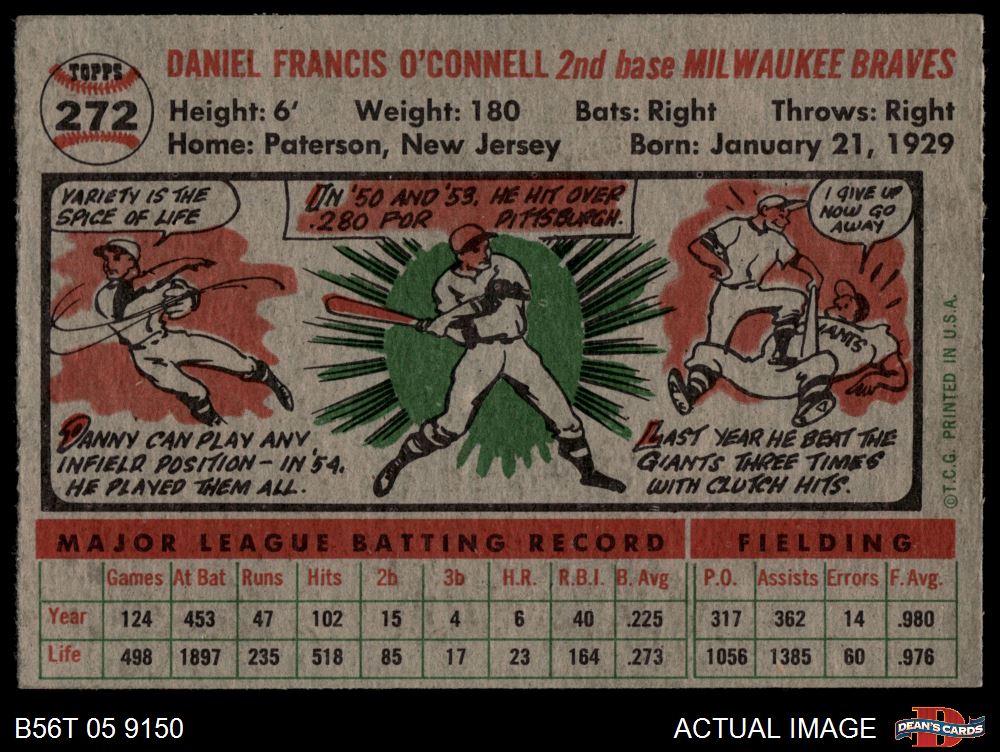 TOPPS
272
DANIEL FRANCIS O'CONNELL 2nd base MILWAUKEE BRAVES
Height: 6' Weight: 180 Bats: Right Throws: Right
Home: Paterson, New Jersey Born: January 21, 1929
VARIETY IS THE
SPICE OF LIFE
IN '50 AND '53. HE HIT OVER
.280 FOR PITTSBURGH.
I GIVE UP
NOW GO
AWAY
GIANTS
DANNY CAN PLAY ANY
INFIELD POSITION - IN '54.
HE PLAYED THEM ALL.
LAST YEAR HE BEAT THE
GIANTS THREE TIMES
WITH CLUTCH HITS.
©T.C.G. PRINTED IN U.S.A.
MAJOR LEAGUE BATTING RECORD FIELDING
Games At Bat Runs Hits 2b 3b H.R. R.B.I. B. Avg P.O. Assists Errors F. Avg.
Year 124 453 47 102 15 4 6 40 .225 317 362 14 .980
Life 498 1897 235 518 85 17 23 164 .273 1056 1385 60 .976
B56T 05 9150 ACTUAL IMAGE
DEAN'S CARDS